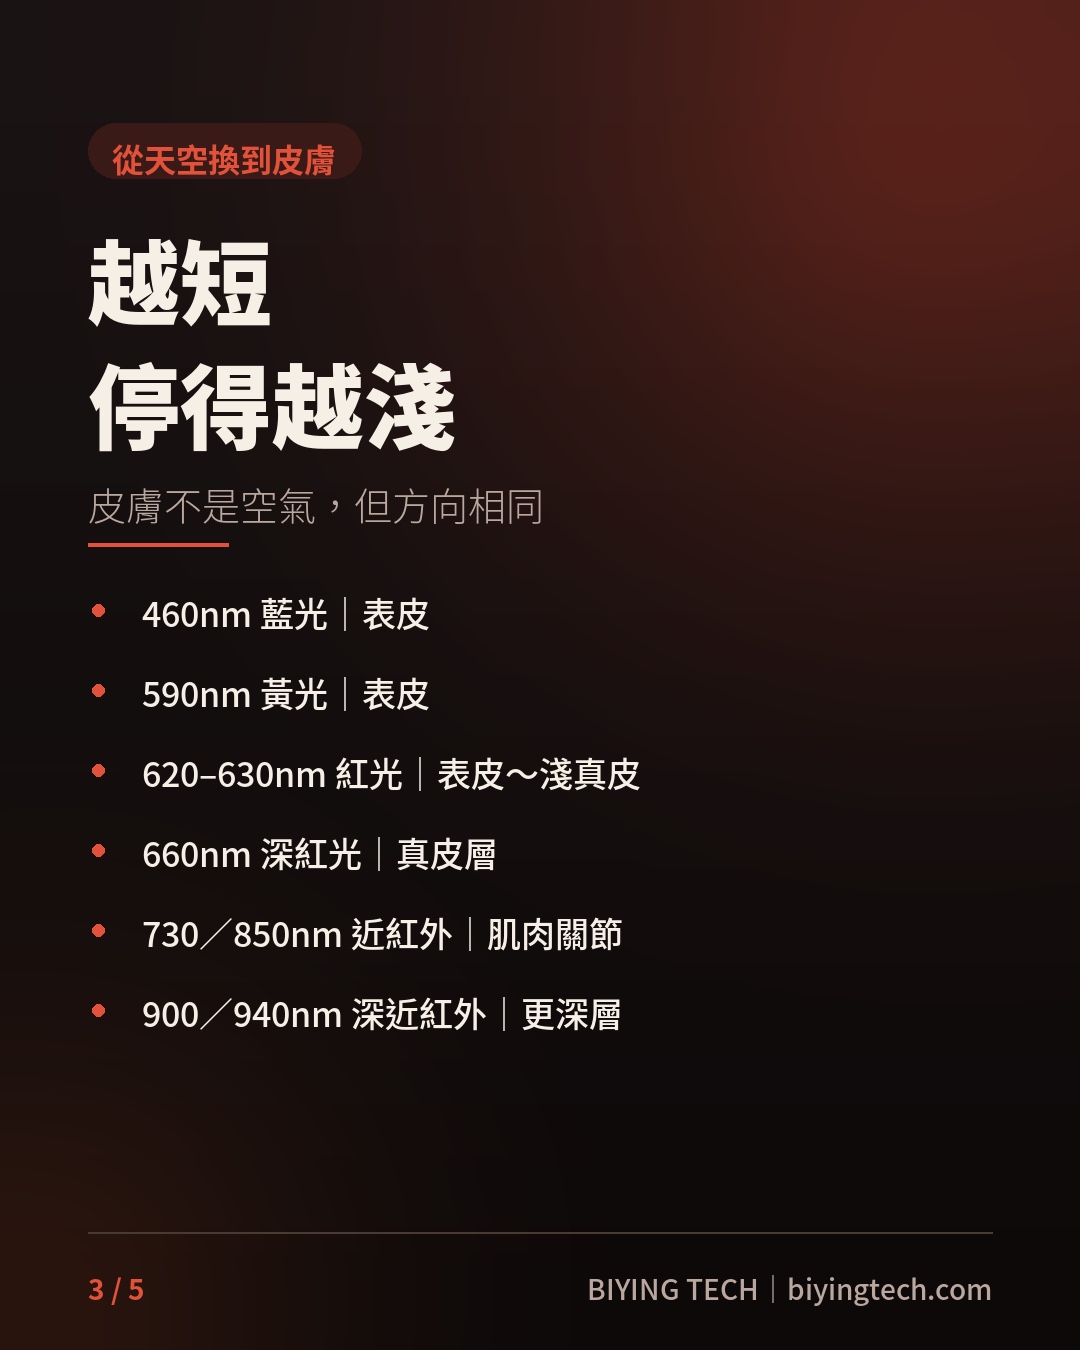 從天空換到皮膚
越短
停得越淺
皮膚不是空氣，但方向相同
460nm 藍光｜表皮
590nm 黃光｜表皮
620–630nm 紅光｜表皮～淺真皮
660nm 深紅光｜真皮層
730／850nm 近紅外｜肌肉關節
900／940nm 深近紅外｜更深層
3 / 5
BIYING TECH｜biyingtech.com